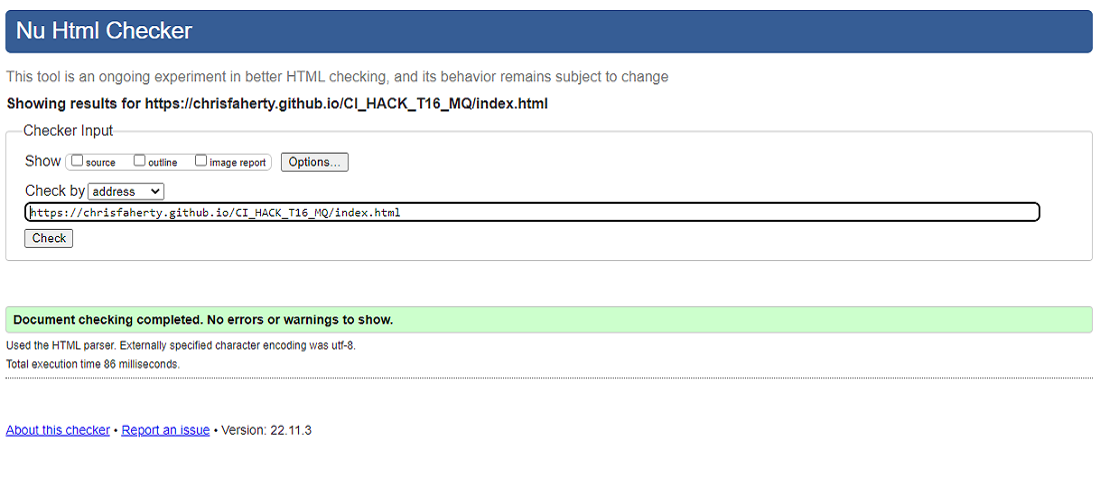 Nu Html Checker
This tool is an ongoing experiment in better HTML checking, and its behavior remains subject to change
Showing results for https://chrisfaherty.github.io/CI_HACK_T16_MQ/index.html
Checker Input
Show source outline image report Options...
Check by address
https://chrisfaherty.github.io/CI_HACK_T16_MQ/index.html
Check
Document checking completed. No errors or warnings to show.
Used the HTML parser. Externally specified character encoding was utf-8.
Total execution time 86 milliseconds.
About this checker • Report an issue • Version: 22.11.3